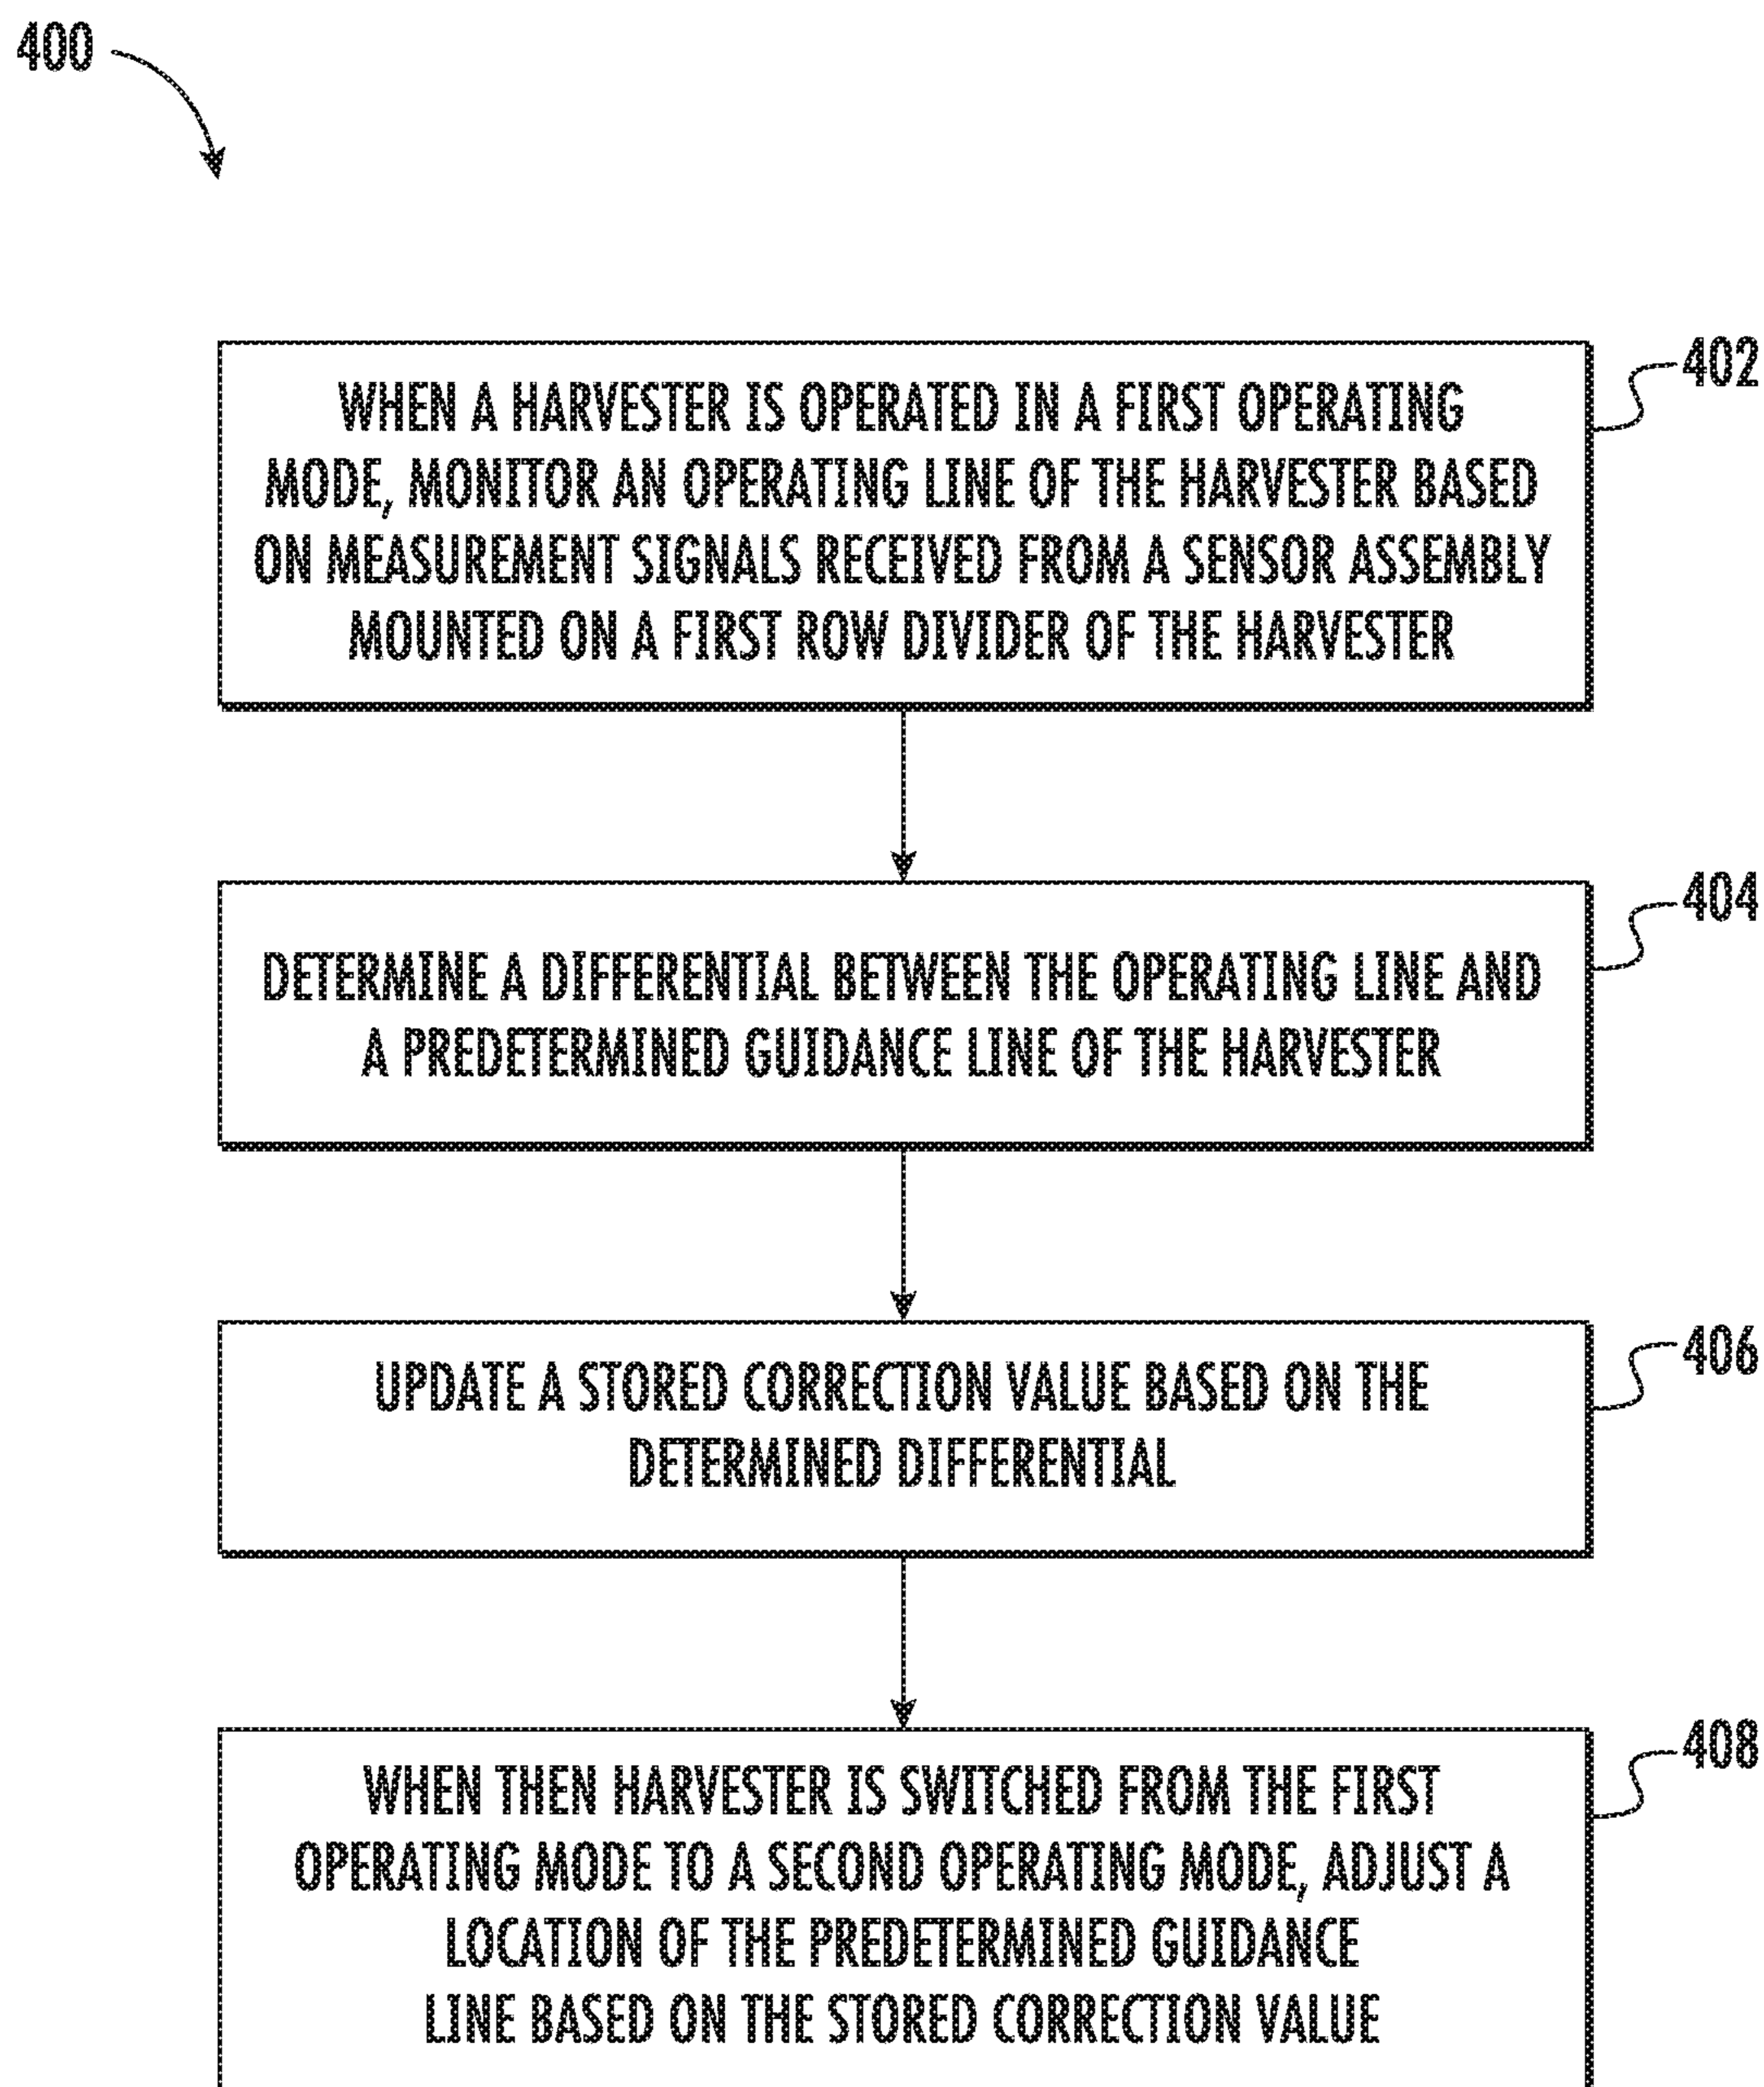 400
402
WHEN A HARVESTER IS OPERATED IN A FIRST OPERATING
MODE, MONITOR AN OPERATING LINE OF THE HARVESTER BASED
ON MEASUREMENT SIGNALS RECEIVED FROM A SENSOR ASSEMBLY
MOUNTED ON A FIRST ROW DIVIDER OF THE HARVESTER
404
DETERMINE A DIFFERENTIAL BETWEEN THE OPERATING LINE AND
A PREDETERMINED GUIDANCE LINE OF THE HARVESTER
406
UPDATE A STORED CORRECTION VALUE BASED ON THE
DETERMINED DIFFERENTIAL
408
WHEN THEN HARVESTER IS SWITCHED FROM THE FIRST
OPERATING MODE TO A SECOND OPERATING MODE, ADJUST A
LOCATION OF THE PREDETERMINED GUIDANCE
LINE BASED ON THE STORED CORRECTION VALUE